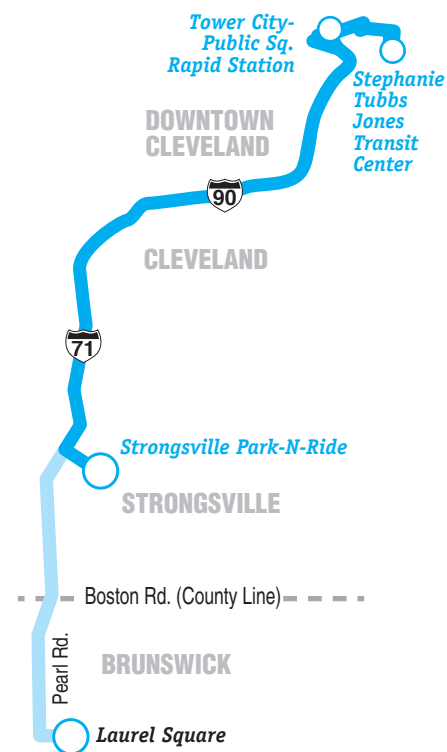 Tower City-
Public Sq.
Rapid Station
Stephanie
Tubbs
Jones
Transit
Center
DOWNTOWN
CLEVELAND
90
CLEVELAND
71
Strongsville Park-N-Ride
STRONGSVILLE
Boston Rd. (County Line)
Pearl Rd.
BRUNSWICK
Laurel Square